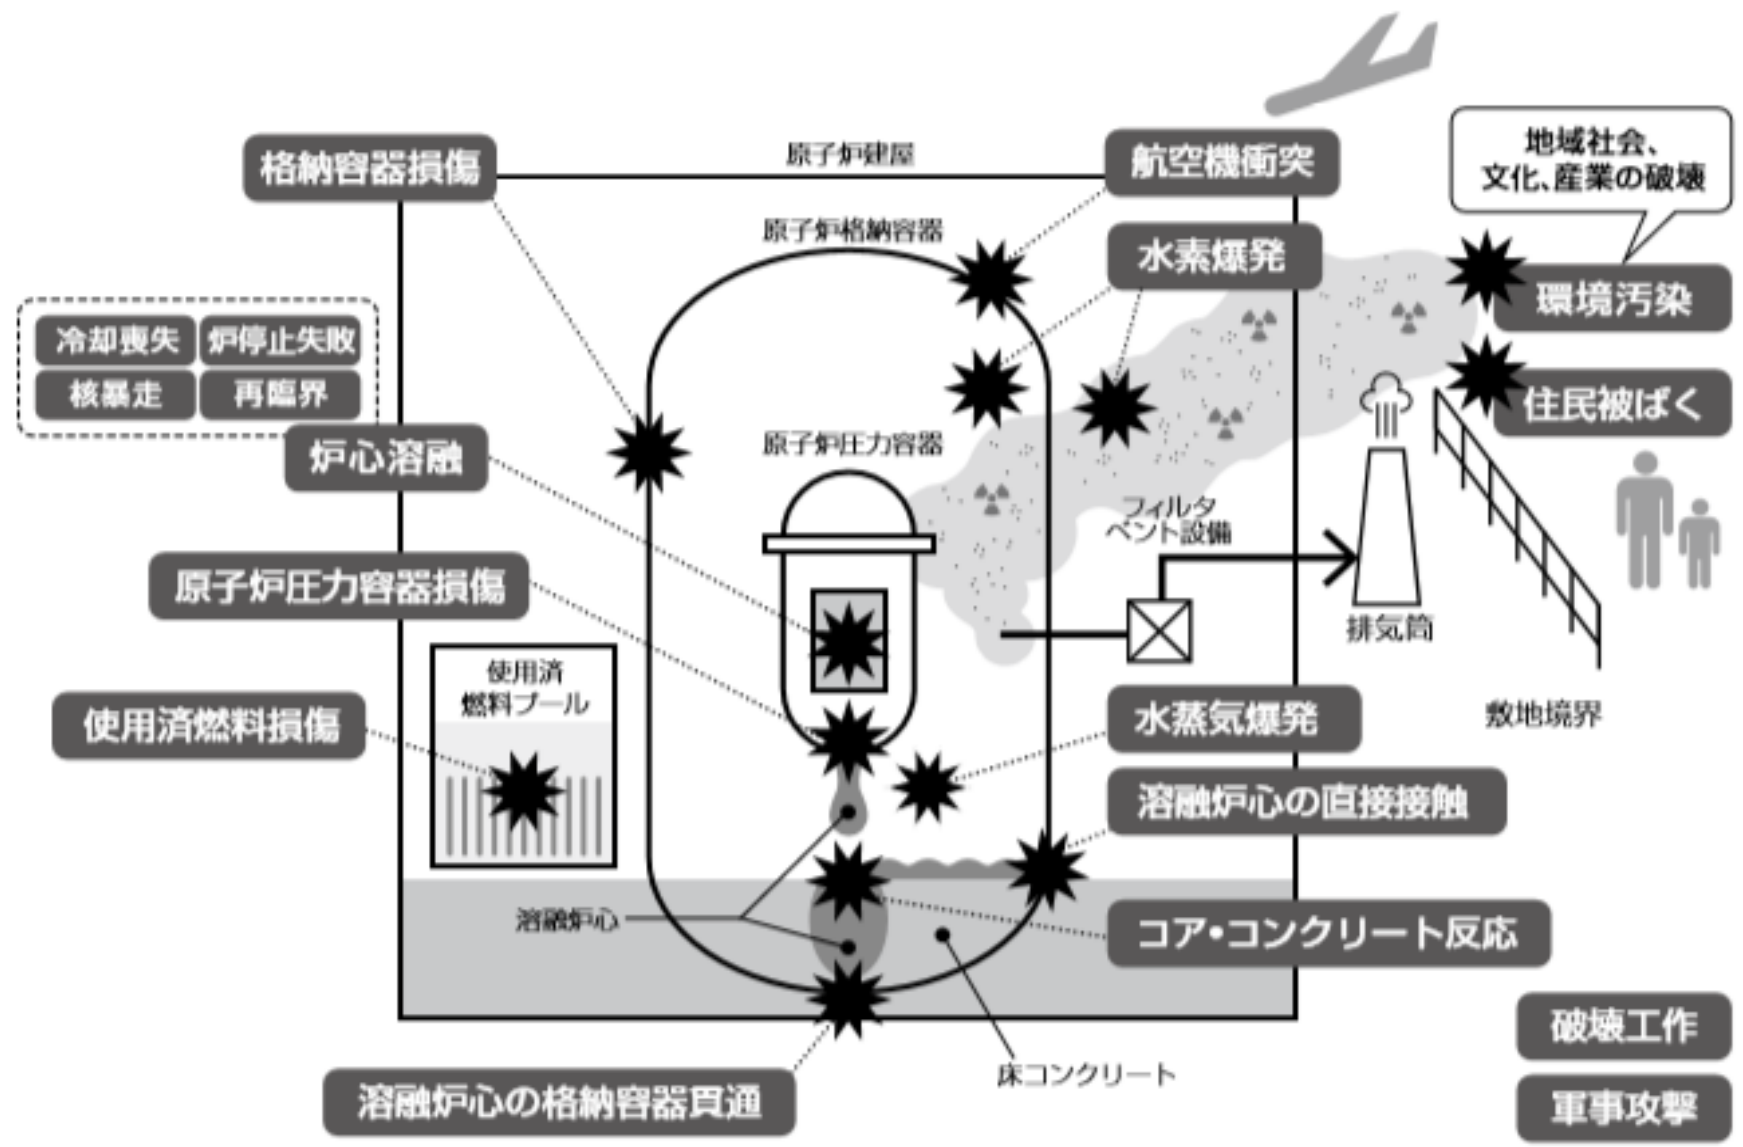 原子炉建屋
格納容器損傷
航空機衝突
地域社会、
文化、産業の破壊
原子炉格納容器
水素爆発
環境汚染
冷却喪失
炉停止失敗
核暴走
再臨界
住民被ばく
炉心溶融
原子炉圧力容器
フィルタ
ベント設備
原子炉圧力容器損傷
排気筒
使用済
燃料プール
使用済燃料損傷
水蒸気爆発
敷地境界
溶融炉心の直接接触
溶融炉心
コア•コンクリート反応
床コンクリート
溶融炉心の格納容器貫通
破壊工作
軍事攻撃